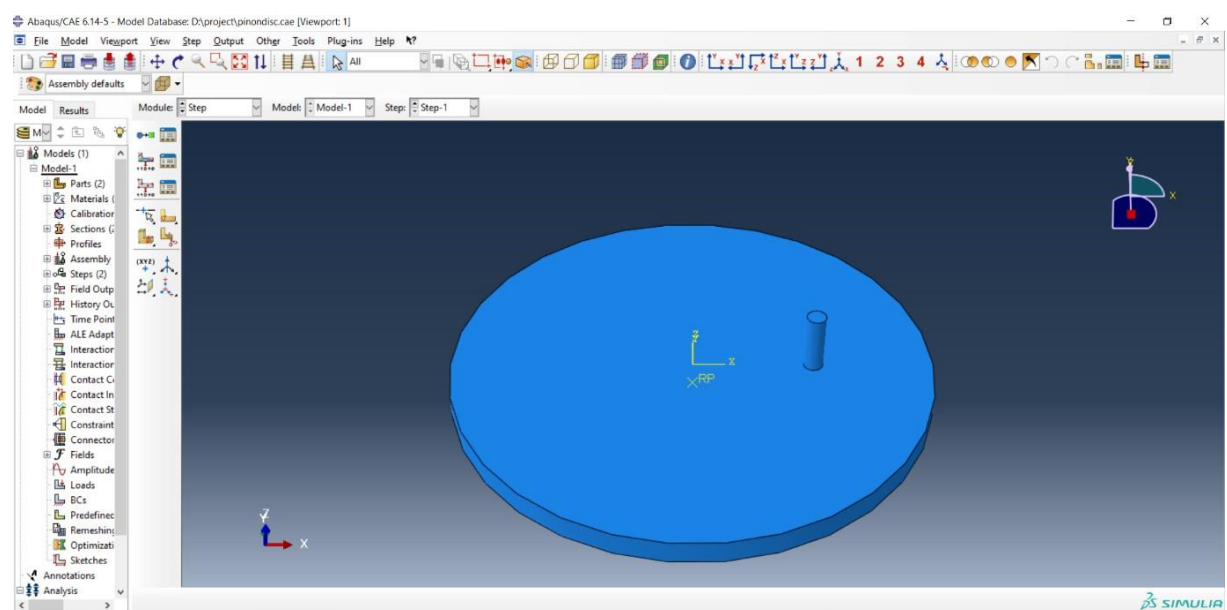 Abaqus/CAE 6.14-5 - Model Database: D:\project\pinondisc.cae [Viewport: 1]
File Model Viewport View Step Output Other Tools Plug-ins Help
All
1 2 3 4
Assembly defaults
Model Results
Module: Step Model: Model-1 Step: Step-1
M
Models (1)
Model-1
Parts (2)
Materials (
Calibration
Sections (2
Profiles
Assembly
Steps (2)
Field Outp
History Ou
Time Point
ALE Adapt
Interaction
Interaction
Contact Co
Contact In
Contact St
Constraint
Connector
Fields
Amplitude
Loads
BCs
Predefined
Remeshing
Optimizati
Sketches
Annotations
Analysis
(XYZ)
Y
X
Z
X
RP
Z
X
SIMULIA